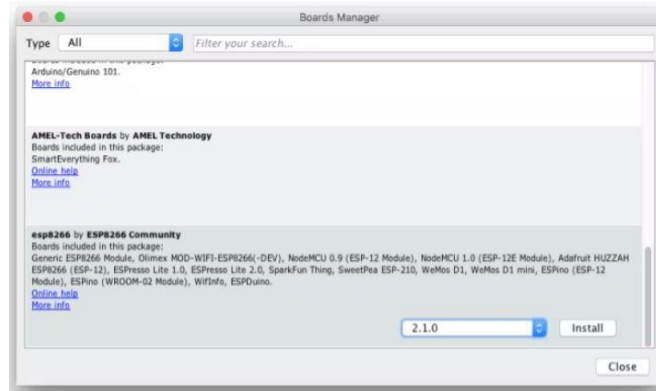 Boards Manager
Type All Filter your search...
Arduino/Genuino 101.
More info
AMEL-Tech Boards by AMEL Technology
Boards included in this package:
SmartEverything Fox.
Online help
More info
esp8266 by ESP8266 Community
Boards included in this package:
Generic ESP8266 Module, Olimex MOD-WIFI-ESP8266(-DEV), NodeMCU 0.9 (ESP-12 Module), NodeMCU 1.0 (ESP-12E Module), Adafruit HUZZAH
ESP8266 (ESP-12), ESPresso Lite 1.0, ESPresso Lite 2.0, SparkFun Thing, SweetPea ESP-210, WeMos D1, WeMos D1 mini, ESPino (ESP-12
Module), ESPino (WROOM-02 Module), WifInfo, ESPDuino.
Online help
More info
2.1.0 Install
Close